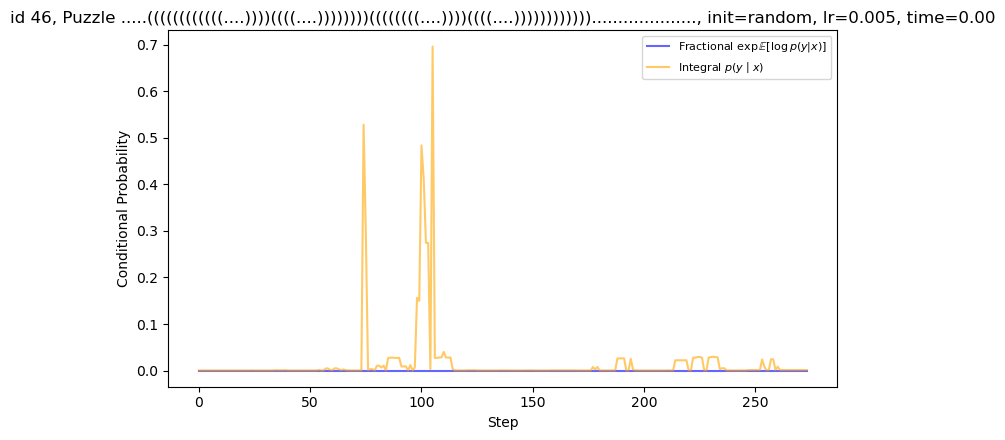 id 46, Puzzle .....((((((((((((....))))((((....))))))))((((((((....))))((((....))))))))))))...................., init=random, lr=0.005, time=0.00
Fractional exp𝔼[log p(y|x)]
Integral p(y | x)
Conditional Probability
0.7
0.6
0.5
0.4
0.3
0.2
0.1
0.0
0
50
100
150
200
250
Step